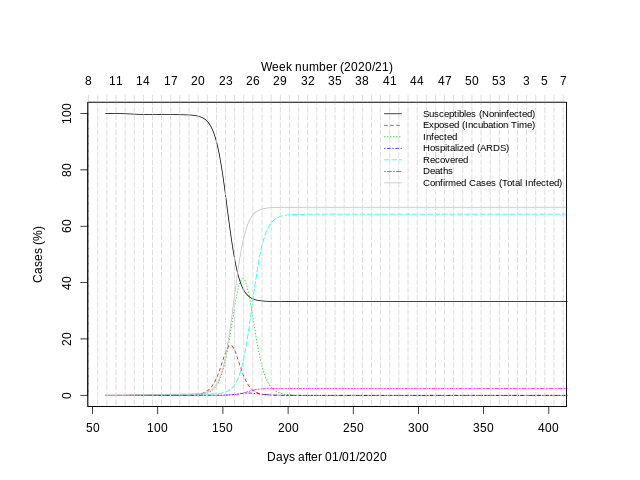 Week number (2020/21)
8 11 14 17 20 23 26 29 32 35 38 41 44 47 50 53 3 5 7
Susceptibles (Noninfected)
Exposed (Incubation Time)
Infected
Hospitalized (ARDS)
Recovered
Deaths
Confirmed Cases (Total Infected)
Cases (%)
100
80
60
40
20
0
50 100 150 200 250 300 350 400
Days after 01/01/2020